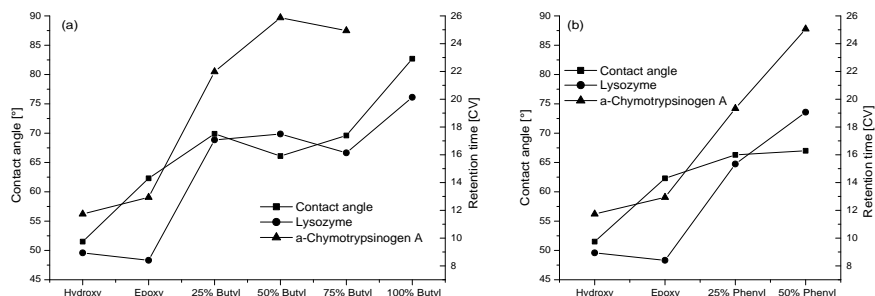 (a)
Contact angle [°]
90
85
80
75
70
65
60
55
50
45
Contact angle
Lysozyme
a-Chymotrypsinogen A
26
24
22
20
18
16
14
12
10
8
Retention time [CV]
Hydroxy Epoxy 25% Butyl 50% Butyl 75% Butyl 100% Butyl
(b)
Contact angle [°]
90
85
80
75
70
65
60
55
50
45
Contact angle
Lysozyme
a-Chymotrypsinogen A
26
24
22
20
18
16
14
12
10
8
Retention time [CV]
Hydroxy Epoxy 25% Phenyl 50% Phenyl